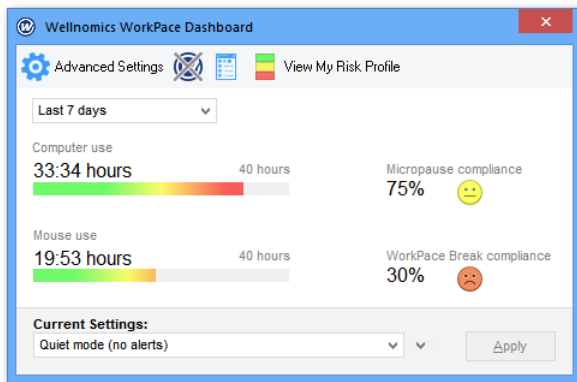 Wellnomics WorkPace Dashboard
Advanced Settings
View My Risk Profile
Last 7 days
Computer use
33:34 hours
40 hours
Micropause compliance
75%
Mouse use
19:53 hours
40 hours
WorkPace Break compliance
30%
Current Settings:
Quiet mode (no alerts)
Apply